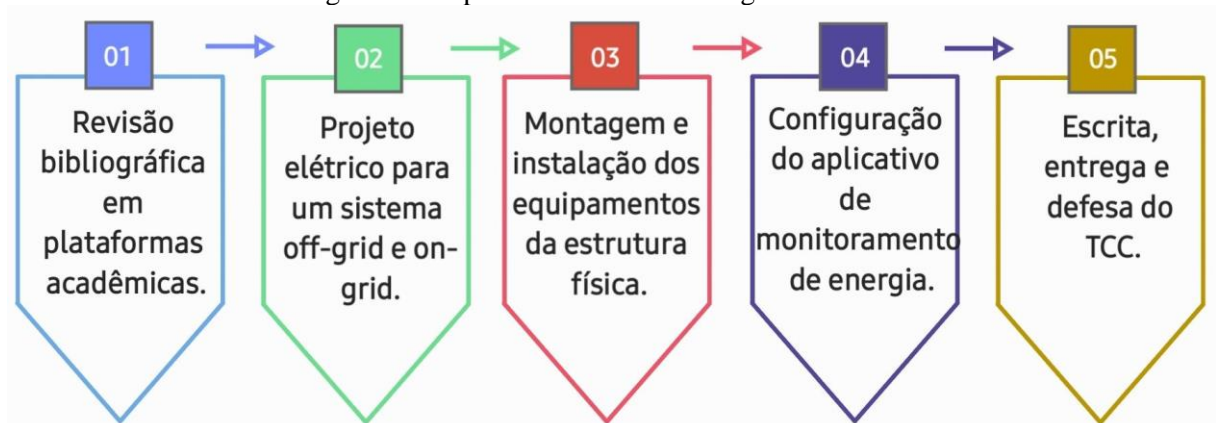 01
Revisão
bibliográfica
em
plataformas
acadêmicas.
02
Projeto
elétrico para
um sistema
off-grid e on-
grid.
03
Montagem e
instalação dos
equipamentos
da estrutura
física.
04
Configuração
do aplicativo
de
monitoramento
de energia.
05
Escrita,
entrega e
defesa do
TCC.